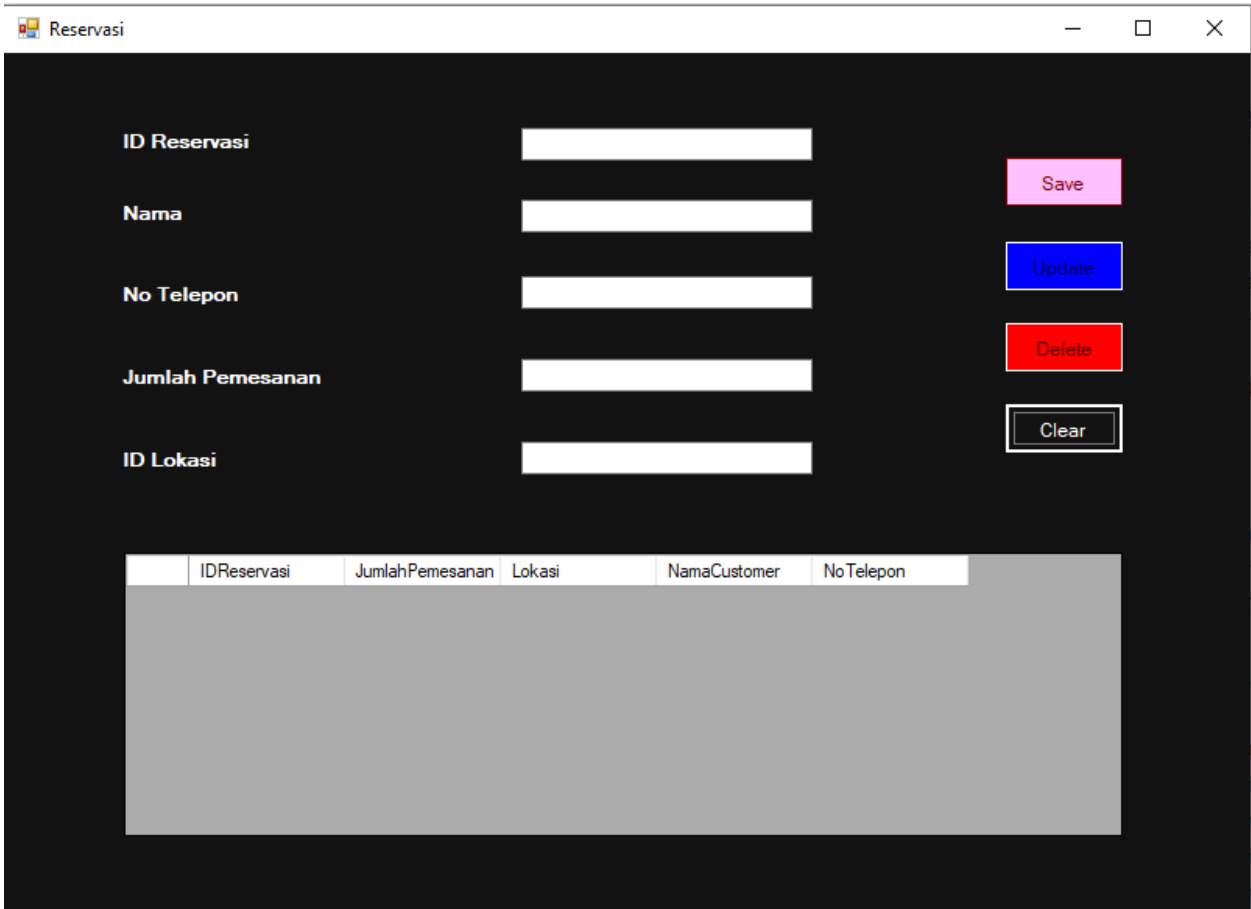 Reservasi
ID Reservasi
Save
Nama
Update
No Telepon
Delete
Jumlah Pemesanan
Clear
ID Lokasi
IDReservasi JumlahPemesanan Lokasi NamaCustomer NoTelepon